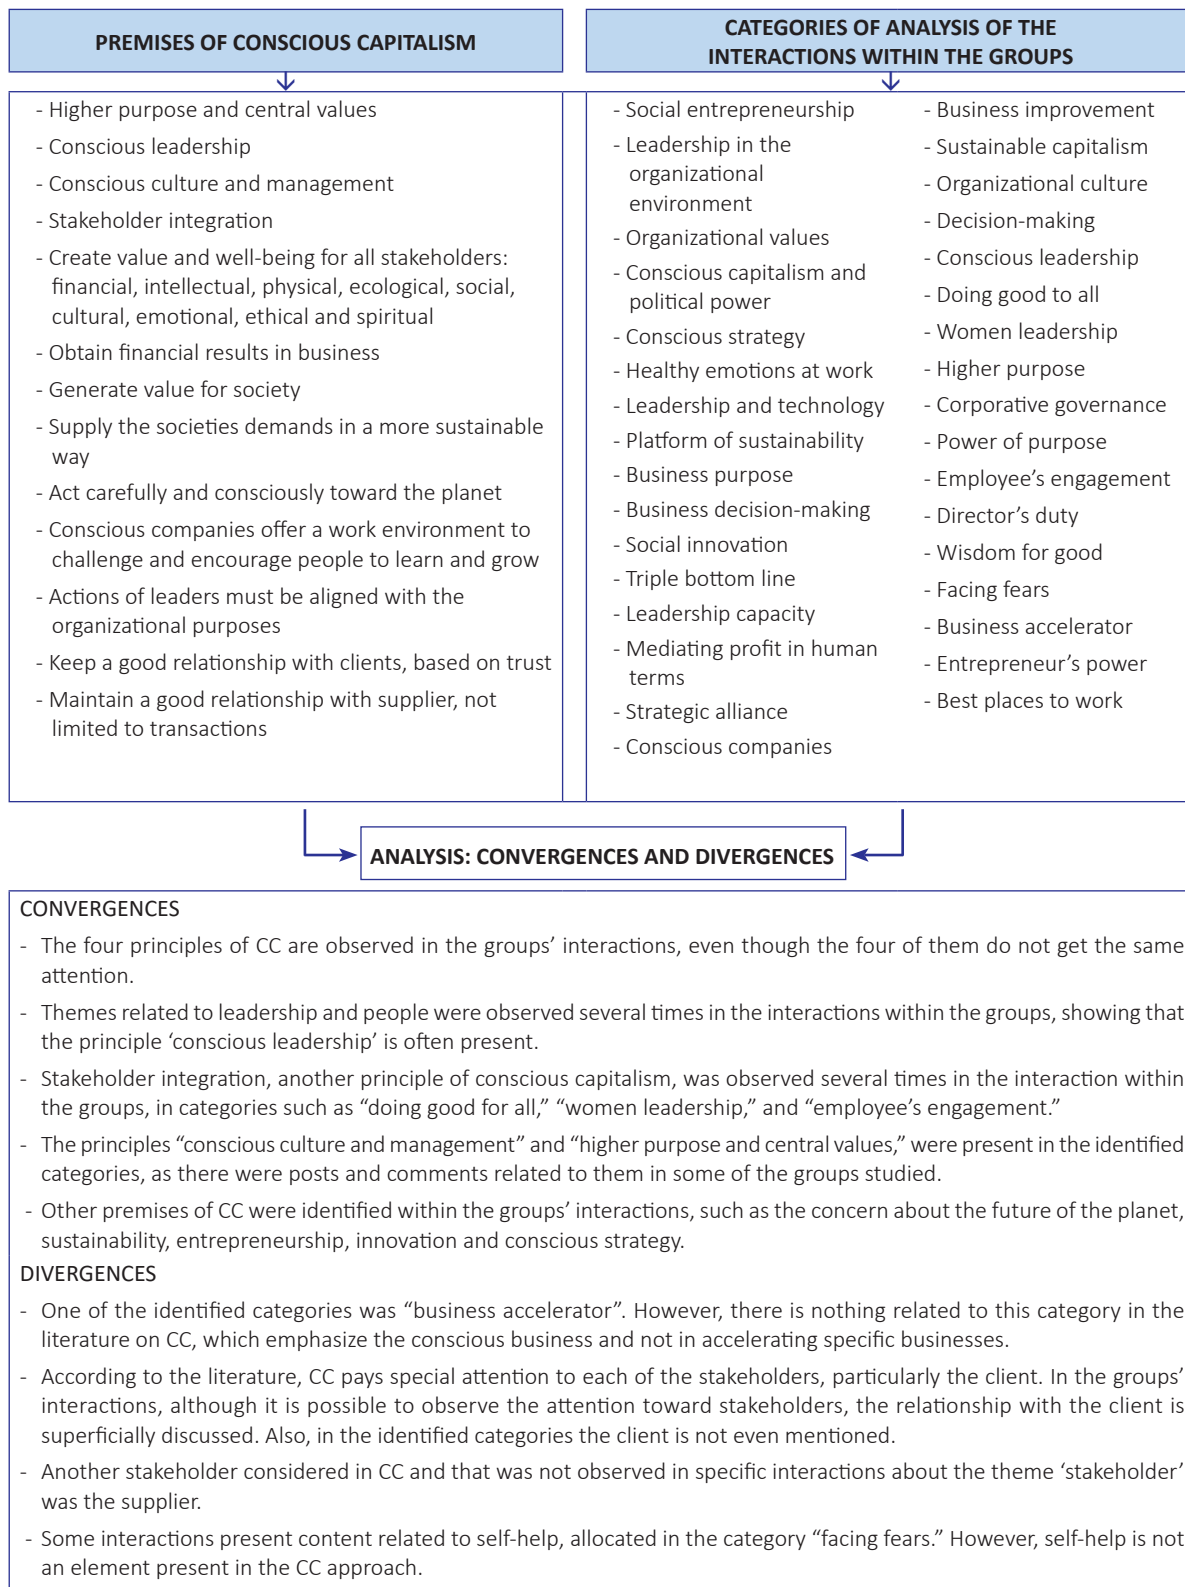 PREMISES OF CONSCIOUS CAPITALISM
CATEGORIES OF ANALYSIS OF THE
INTERACTIONS WITHIN THE GROUPS
- Higher purpose and central values
- Conscious leadership
- Conscious culture and management
- Stakeholder integration
- Create value and well-being for all stakeholders:
financial, intellectual, physical, ecological, social,
cultural, emotional, ethical and spiritual
- Obtain financial results in business
- Generate value for society
- Supply the societies demands in a more sustainable
way
- Act carefully and consciously toward the planet
- Conscious companies offer a work environment to
challenge and encourage people to learn and grow
- Actions of leaders must be aligned with the
organizational purposes
- Keep a good relationship with clients, based on trust
- Maintain a good relationship with supplier, not
limited to transactions
- Social entrepreneurship
- Leadership in the
organizational
environment
- Organizational values
- Conscious capitalism and
political power
- Conscious strategy
- Healthy emotions at work
- Leadership and technology
- Platform of sustainability
- Business purpose
- Business decision-making
- Social innovation
- Triple bottom line
- Leadership capacity
- Mediating profit in human
terms
- Strategic alliance
- Conscious companies
- Business improvement
- Sustainable capitalism
- Organizational culture
- Decision-making
- Conscious leadership
- Doing good to all
- Women leadership
- Higher purpose
- Corporative governance
- Power of purpose
- Employee's engagement
- Director's duty
- Wisdom for good
- Facing fears
- Business accelerator
- Entrepreneur's power
- Best places to work
ANALYSIS: CONVERGENCES AND DIVERGENCES
CONVERGENCES
- The four principles of CC are observed in the groups' interactions, even though the four of them do not get the same
attention.
- Themes related to leadership and people were observed several times in the interactions within the groups, showing that
the principle 'conscious leadership' is often present.
- Stakeholder integration, another principle of conscious capitalism, was observed several times in the interaction within
the groups, in categories such as "doing good for all," "women leadership," and "employee's engagement."
- The principles "conscious culture and management" and "higher purpose and central values," were present in the identified
categories, as there were posts and comments related to them in some of the groups studied.
- Other premises of CC were identified within the groups' interactions, such as the concern about the future of the planet,
sustainability, entrepreneurship, innovation and conscious strategy.
DIVERGENCES
- One of the identified categories was "business accelerator". However, there is nothing related to this category in the
literature on CC, which emphasize the conscious business and not in accelerating specific businesses.
- According to the literature, CC pays special attention to each of the stakeholders, particularly the client. In the groups'
interactions, although it is possible to observe the attention toward stakeholders, the relationship with the client is
superficially discussed. Also, in the identified categories the client is not even mentioned.
- Another stakeholder considered in CC and that was not observed in specific interactions about the theme 'stakeholder'
was the supplier.
- Some interactions present content related to self-help, allocated in the category "facing fears." However, self-help is not
an element present in the CC approach.